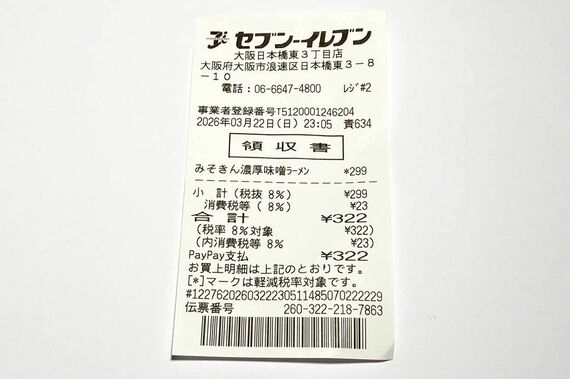 セブン-イレブン
大阪日本橋東3丁目店
大阪府大阪市浪速区日本橋東3-8
-10
電話:06-6647-4800 レジ#2
事業者登録番号T5120001246204
2026年03月22日(日) 23:05 責634
領収書
みそきん濃厚味噌ラーメン *299
小 計(税抜 8%) ¥299
消費税等( 8%) ¥23
合 計 ¥322
(税率 8%対象 ¥322)
(内消費税等 8% ¥23)
PayPay支払 ¥322
お買上明細は上記のとおりです。
[*]マークは軽減税率対象です。
#12276202603222305114850702​22229
伝票番号 260-322-218-7863